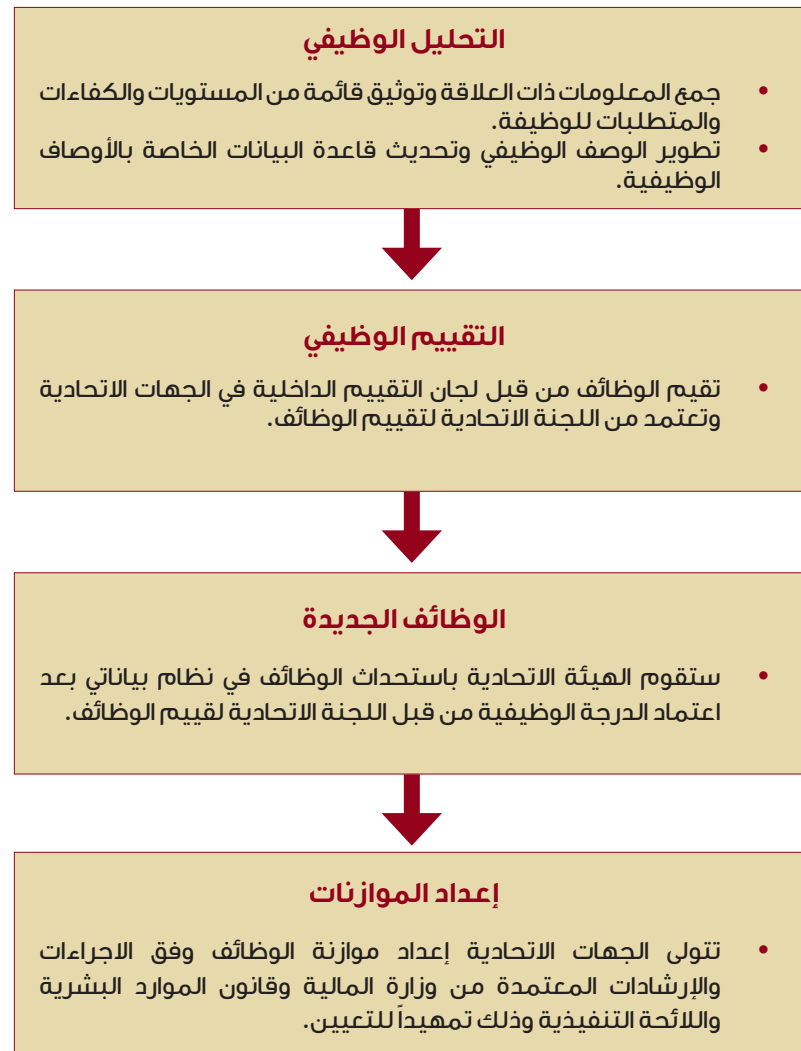 التحليل الوظيفي
• جمع المعلومات ذات العلاقة وتوثيق قائمة من المستويات والكفاءات
والمتطلبات للوظيفة.
• تطوير الوصف الوظيفي وتحديث قاعدة البيانات الخاصة بالأوصاف
الوظيفية.
التقييم الوظيفي
• تقيم الوظائف من قبل لجان التقييم الداخلية في الجهات الاتحادية
وتعتمد من اللجنة الاتحادية لتقييم الوظائف.
الوظائف الجديدة
• ستقوم الهيئة الاتحادية باستحداث الوظائف في نظام بياناتي بعد
اعتماد الدرجة الوظيفية من قبل اللجنة الاتحادية لقييم الوظائف.
إعداد الموازنات
• تتولى الجهات الاتحادية إعداد موازنة الوظائف وفق الاجراءات
والإرشادات المعتمدة من وزارة المالية وقانون الموارد البشرية
واللائحة التنفيذية وذلك تمهيداً للتعيين.